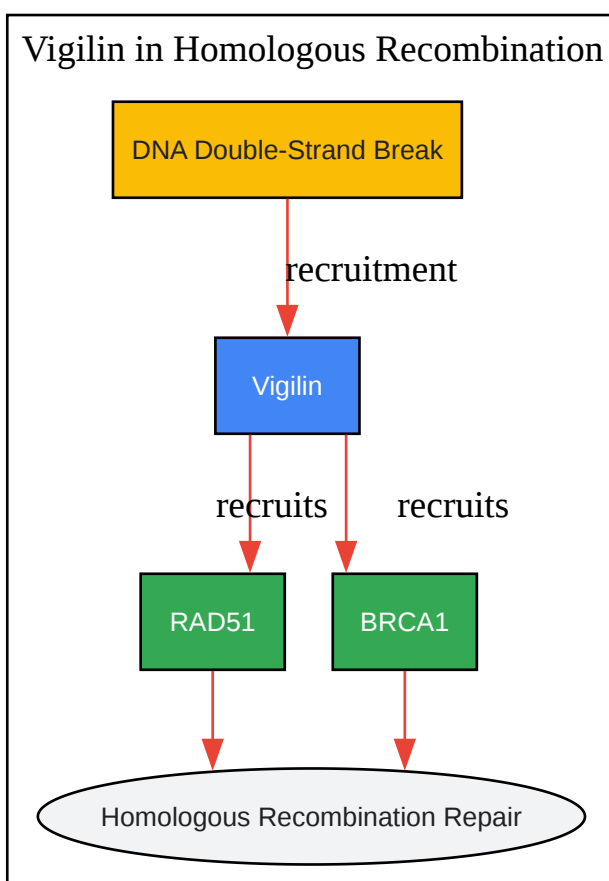 Vigilin in Homologous Recombination
DNA Double-Strand Break
recruitment
Vigilin
recruits recruits
RAD51 BRCA1
Homologous Recombination Repair